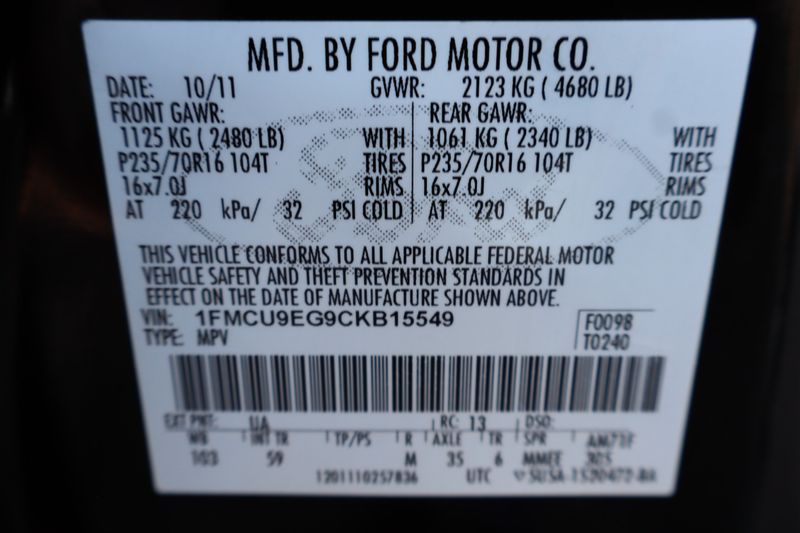 MFD. BY FORD MOTOR CO.
DATE: 10/11 GVWR: 2123 KG ( 4680 LB)
FRONT GAWR: REAR GAWR:
1125 KG ( 2480 LB) WITH 1061 KG ( 2340 LB) WITH
P235/70R16 104T TIRES P235/70R16 104T TIRES
16x7.0J RIMS 16x7.0J RIMS
AT 220 kPa/ 32 PSI COLD AT 220 kPa/ 32 PSI COLD
THIS VEHICLE CONFORMS TO ALL APPLICABLE FEDERAL MOTOR
VEHICLE SAFETY AND THEFT PREVENTION STANDARDS IN
EFFECT ON THE DATE OF MANUFACTURE SHOWN ABOVE.
VIN: 1FMCU9EG9CKB15549 F0098
TYPE: MPV T0240
EXT PNT: UA RC: 13 DSO:
WB INT TR TP/PS R AXLE TR SPR
103 59 M 35 6 MMEE 305
1201110257836 UTC